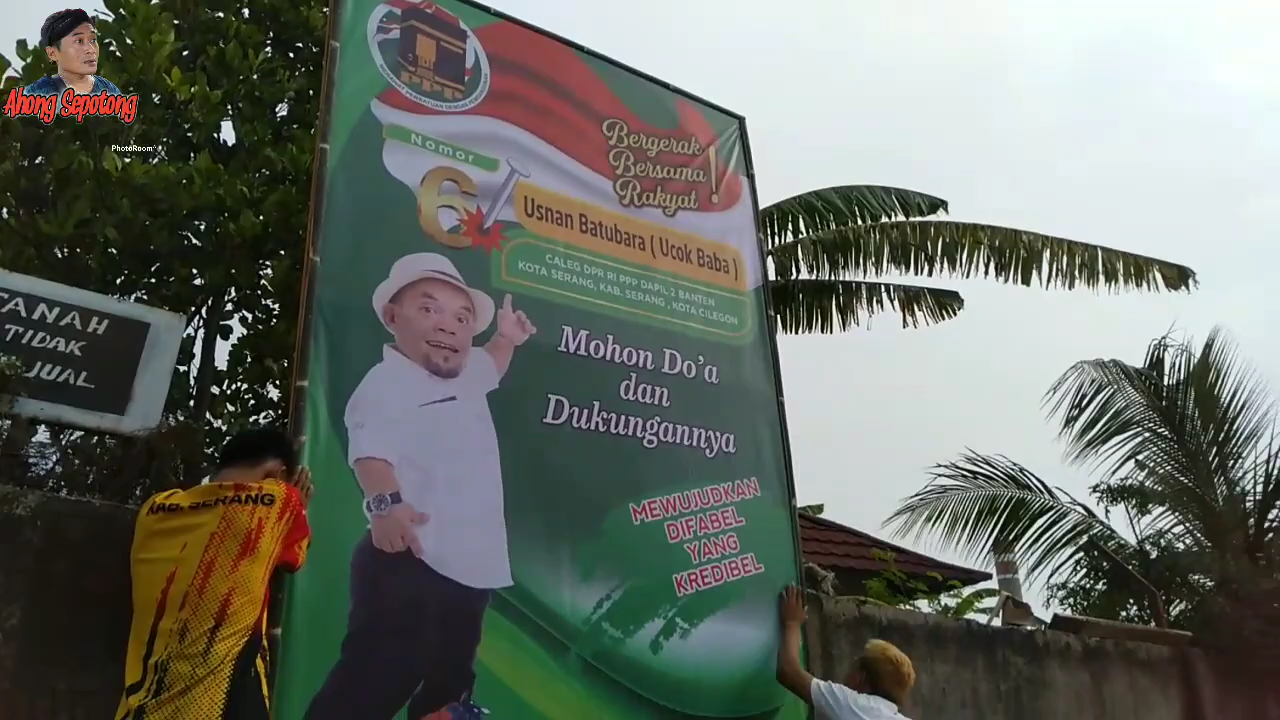 Ahong Sepotong
PhotoRoom
PPP
Nomor
6
Bergerak
Bersama
Rakyat!
Usnan Batubara ( Ucok Baba )
CALEG DPR RI PPP DAPIL 2 BANTEN
KOTA SERANG, KAB. SERANG , KOTA CILEGON
Mohon Do'a
dan
Dukungannya
MEWUJUDKAN
DIFABEL
YANG
KREDIBEL
TANAH
TIDAK
JUAL
KAB. SERANG